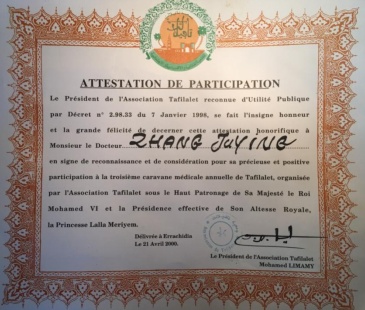 ATTESTATION DE PARTICIPATION
Le Président de l'Association Tafilalet reconnue d'Utilité Publique
par Décret n° 2.98.33 du 7 Janvier 1998, se fait l'insigne honneur
et la grande félicité de decerner cette attestation honorifique à
Monsieur le Docteur ZHANG JuYING
en signe de reconnaissance et de considération pour sa précieuse et positive
participation à la troisième caravane médicale annuelle de Tafilalet, organisée
par l'Association Tafilalet sous le Haut Patronage de Sa Majesté le Roi
Mohamed VI et la Présidence effective de Son Altesse Royale,
la Princesse Lalla Meriyem.
Délivrée à Errachidia
Le 21 Avril 2000.
Le Président de l'Association Tafilalet
Mohamed LIMAMY